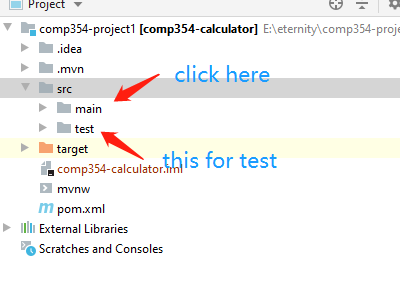 Project
comp354-project1 [comp354-calculator] E:\eternity\comp354-proje
.idea
.mvn
src
click here
main
test
target
this for test
comp354-calculator.iml
mvnw
pom.xml
External Libraries
Scratches and Consoles